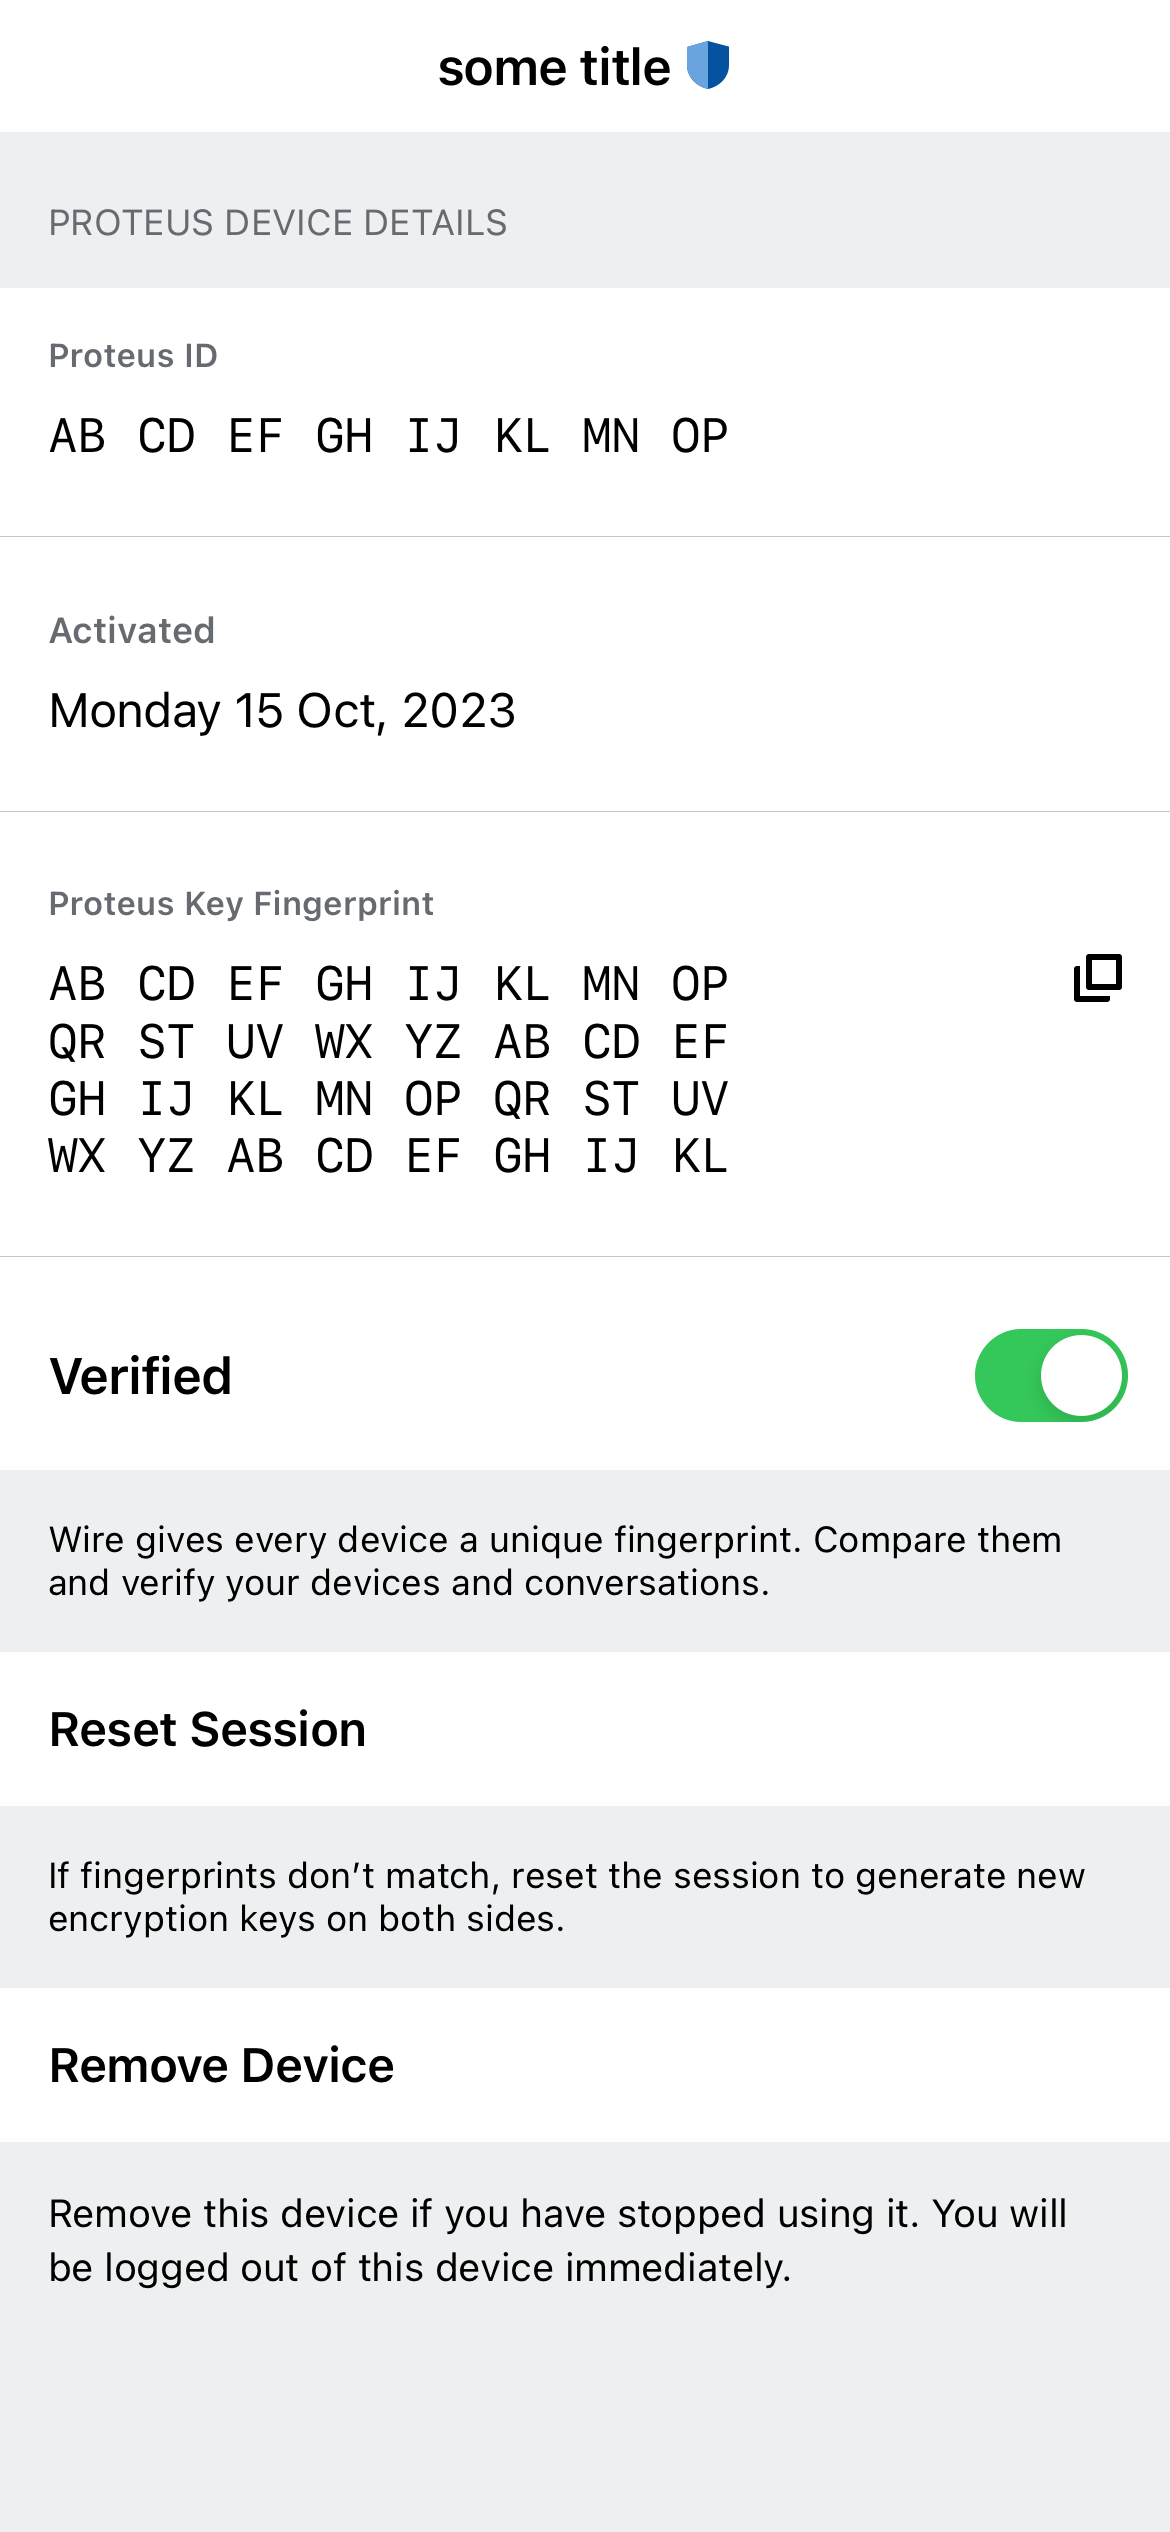 some title
PROTEUS DEVICE DETAILS
Proteus ID
AB CD EF GH IJ KL MN OP
Activated
Monday 15 Oct, 2023
Proteus Key Fingerprint
AB CD EF GH IJ KL MN OP
QR ST UV WX YZ AB CD EF
GH IJ KL MN OP QR ST UV
WX YZ AB CD EF GH IJ KL
Verified
Wire gives every device a unique fingerprint. Compare them
and verify your devices and conversations.
Reset Session
If fingerprints don’t match, reset the session to generate new
encryption keys on both sides.
Remove Device
Remove this device if you have stopped using it. You will
be logged out of this device immediately.